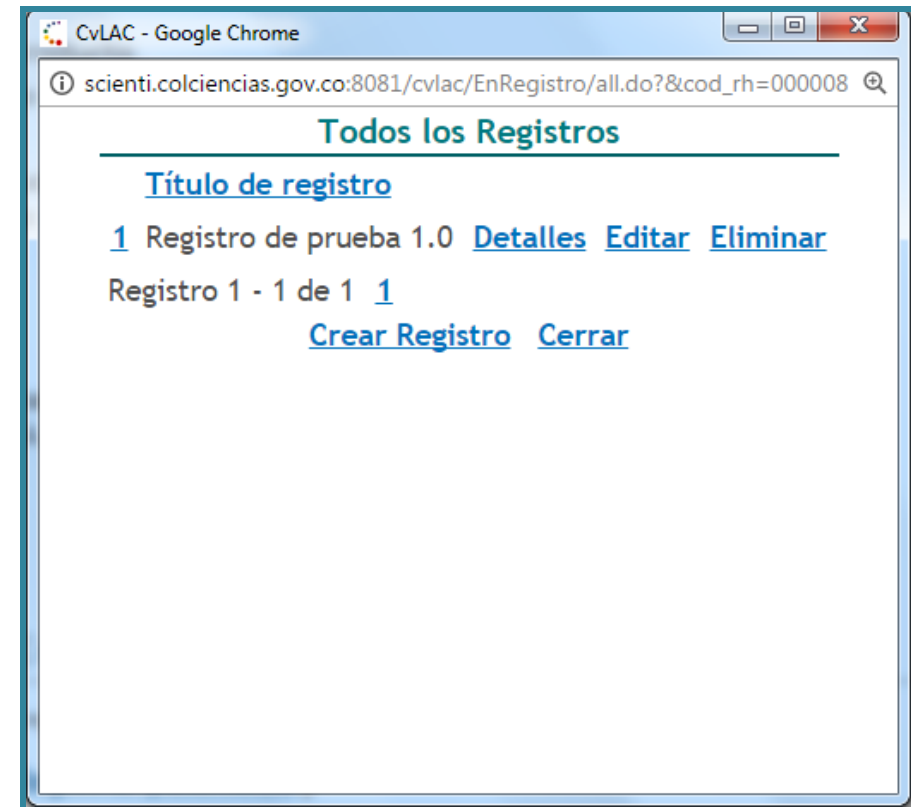 CvLAC - Google Chrome
scienti.colciencias.gov.co:8081/cvlac/EnRegistro/all.do?&cod_rh=000008
Todos los Registros
Título de registro
1 Registro de prueba 1.0 Detalles Editar Eliminar
Registro 1 - 1 de 1 1
Crear Registro Cerrar